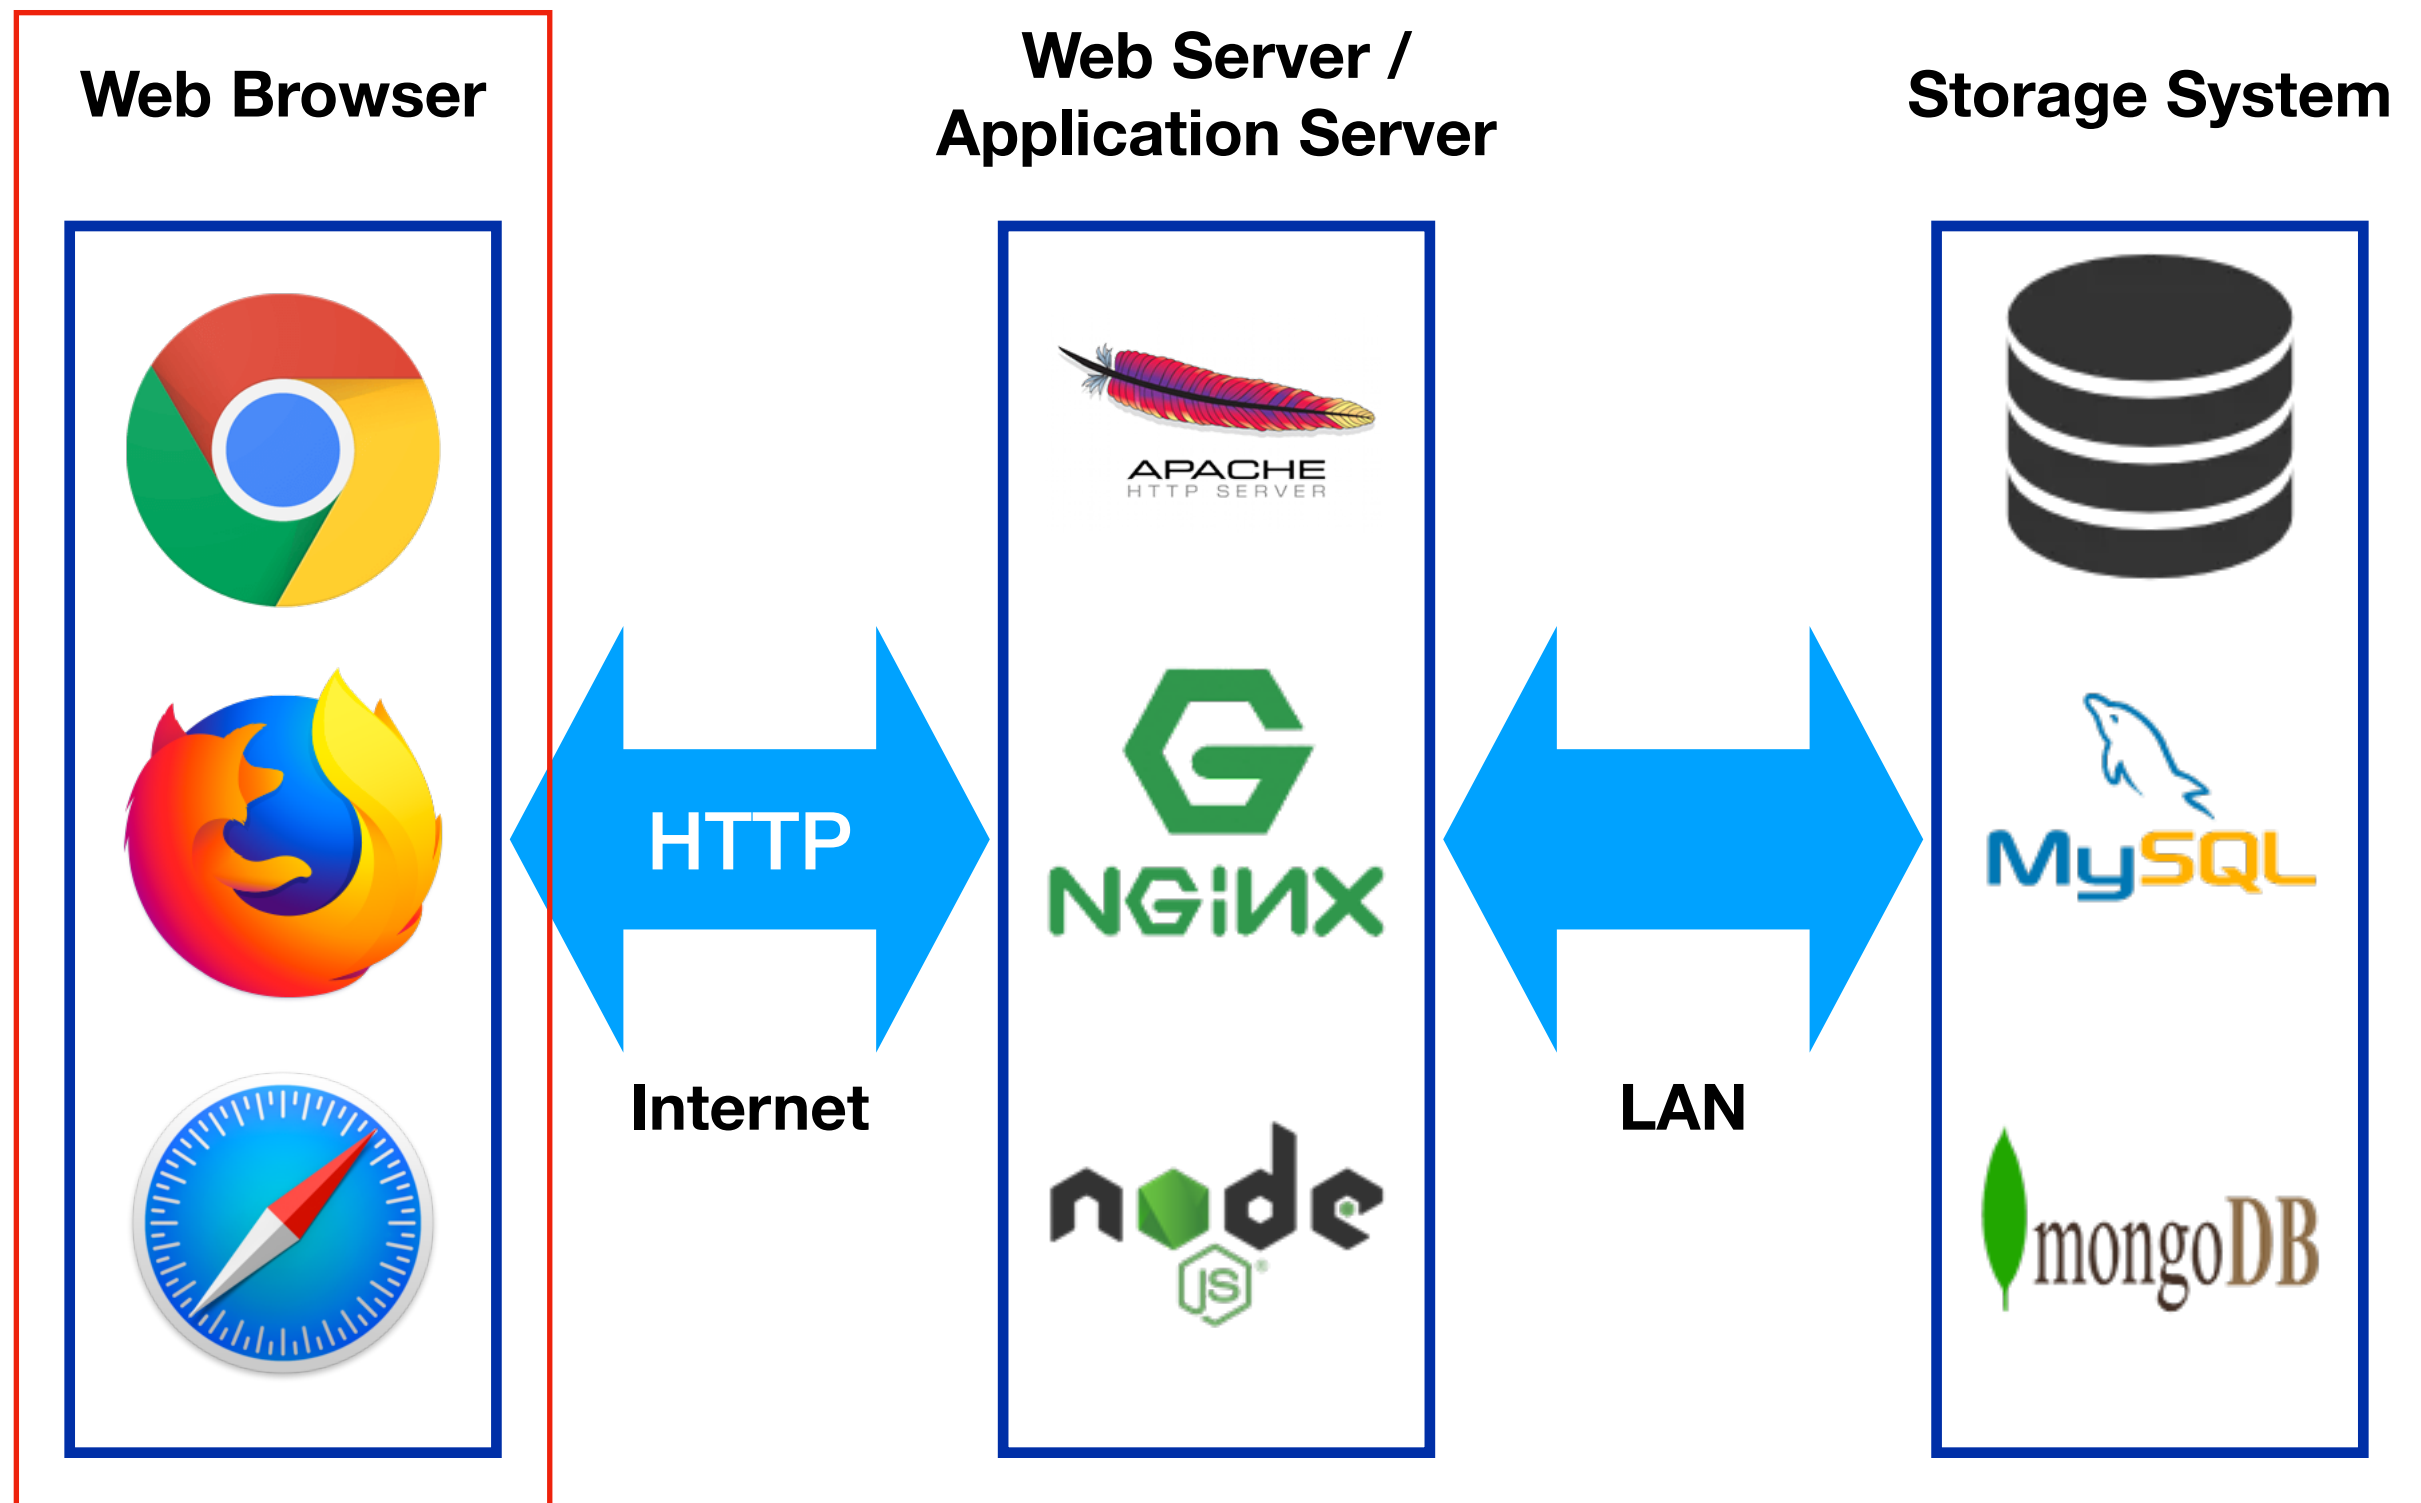 Web Browser
Web Server /
Application Server
Storage System
APACHE
HTTP SERVER
HTTP
NGiNX
MySQL
Internet
LAN
node
JS®
mongoDB